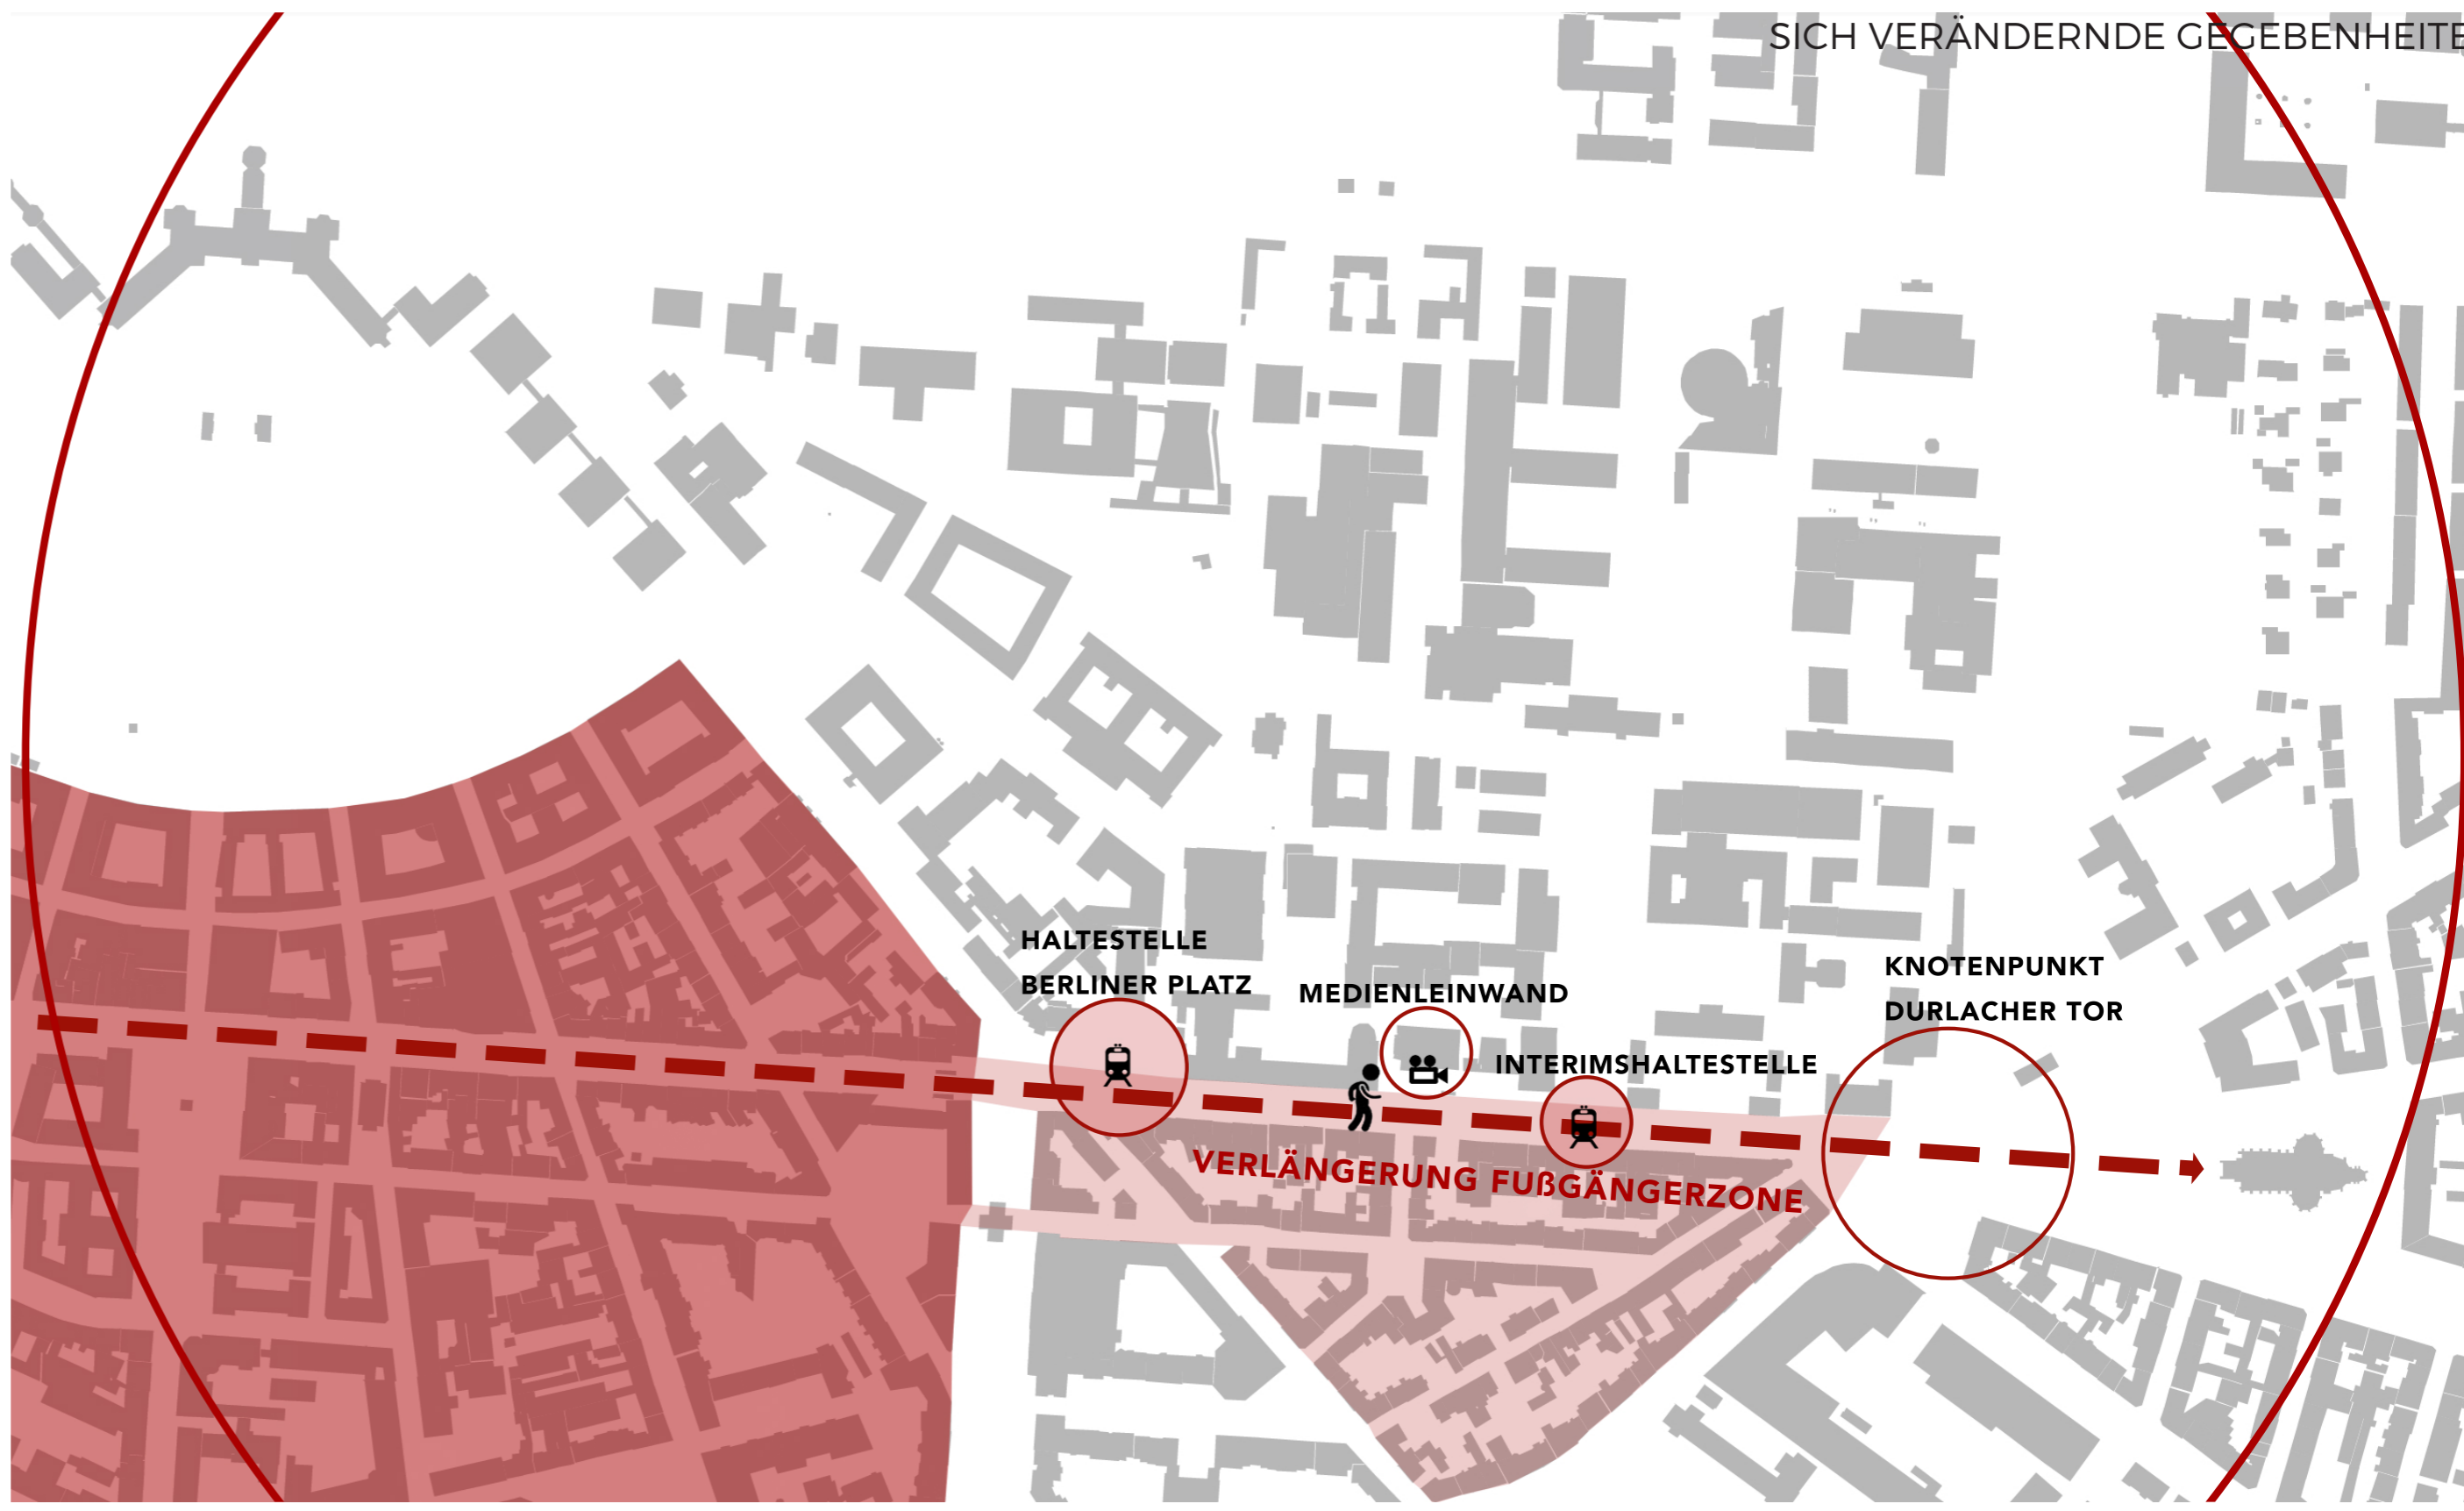 SICH VERÄNDERNDE GEGEBENHEITE
HALTESTELLE
BERLINER PLATZ
MEDIENLEINWAND
KNOTENPUNKT
DURLACHER TOR
INTERIMSHALTESTELLE
VERLÄNGERUNG FUßGÄNGERZONE